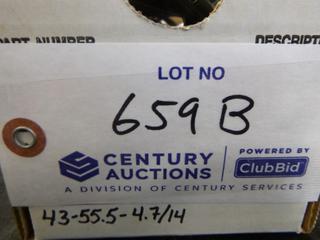 PART NUMBER DESCRIPTI
LOT NO
659B
CENTURY AUCTIONS
POWERED BY
ClubBid
A DIVISION OF CENTURY SERVICES
43-55.5-4.7/14